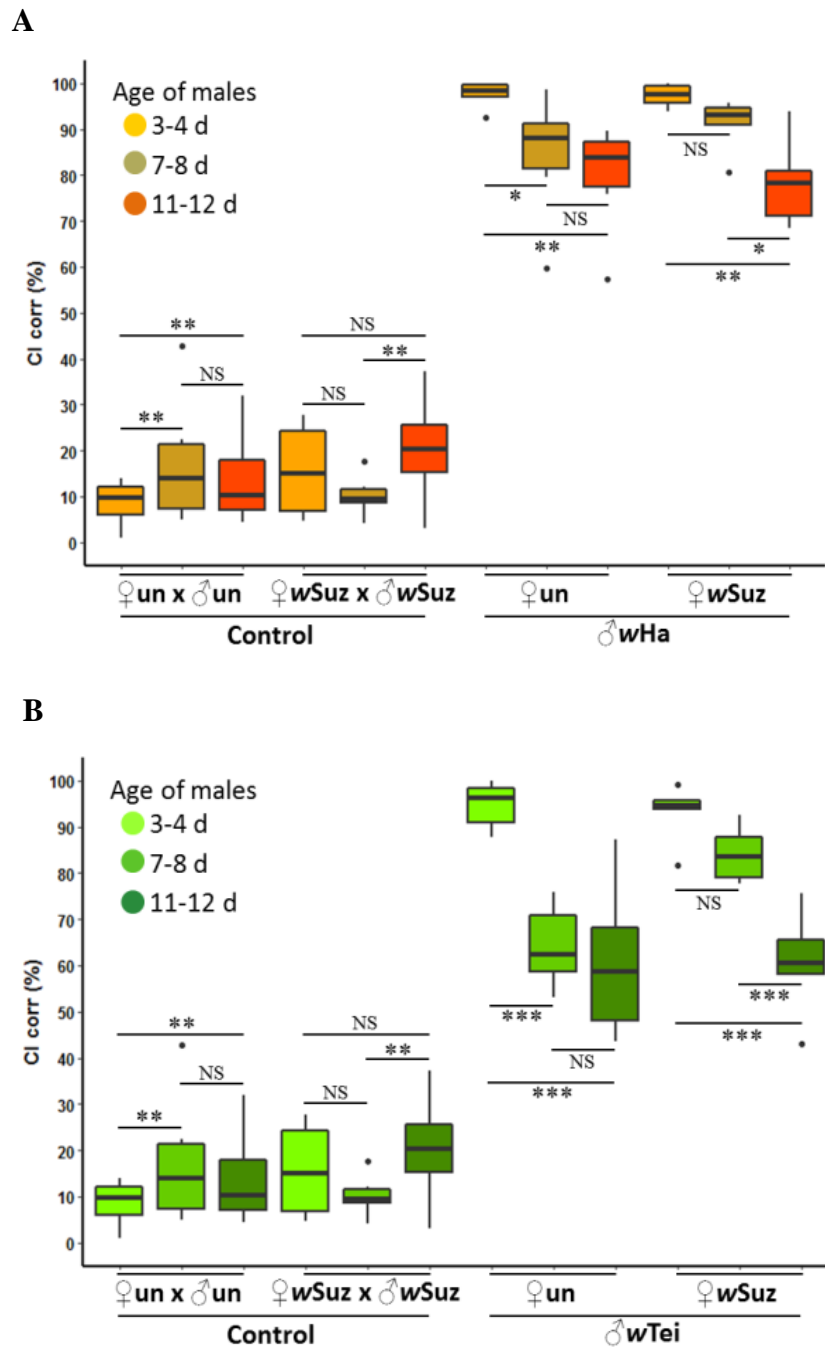 A
CI corr (%)
100
90
80
70
60
50
40
30
20
10
0
Age of males
3-4 d
7-8 d
11-12 d
** NS ** 
NS **
NS
* NS
**
NS
*
**
♀un x ♂un ♀wSuz x ♂wSuz ♀un ♀wSuz
Control ♂wHa
B
CI corr (%)
100
90
80
70
60
50
40
30
20
10
0
Age of males
3-4 d
7-8 d
11-12 d
** NS **
NS **
NS
*** NS
***
NS
***
***
♀un x ♂un ♀wSuz x ♂wSuz ♀un ♀wSuz
Control ♂wTei